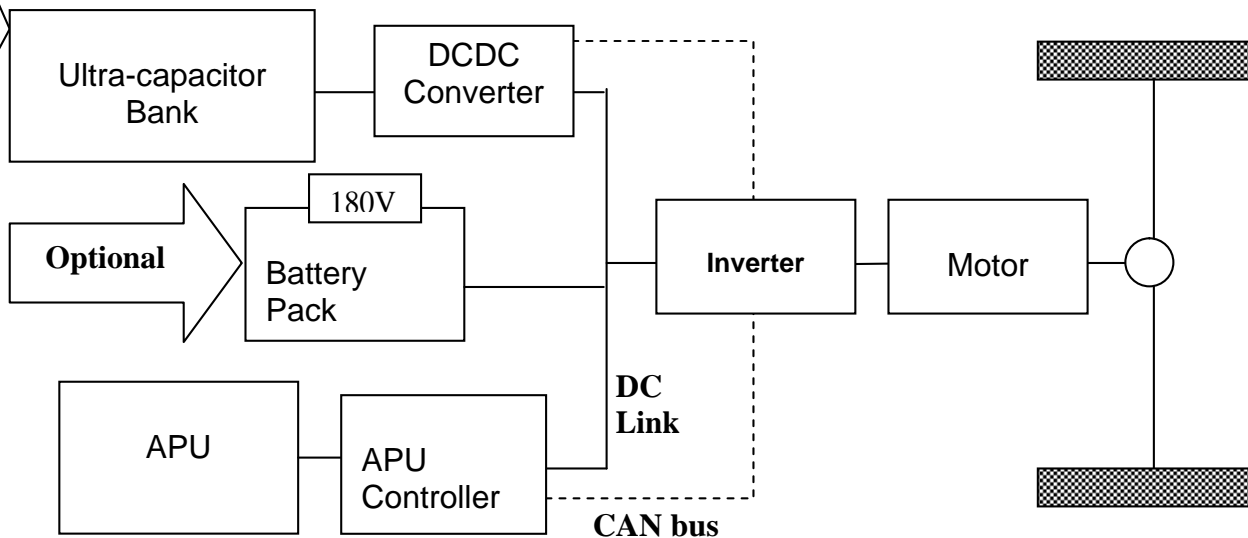 Ultra-capacitor
Bank
DCDC
Converter
180V
Optional
Battery
Pack
Inverter
Motor
APU
APU
Controller
DC
Link
CAN bus